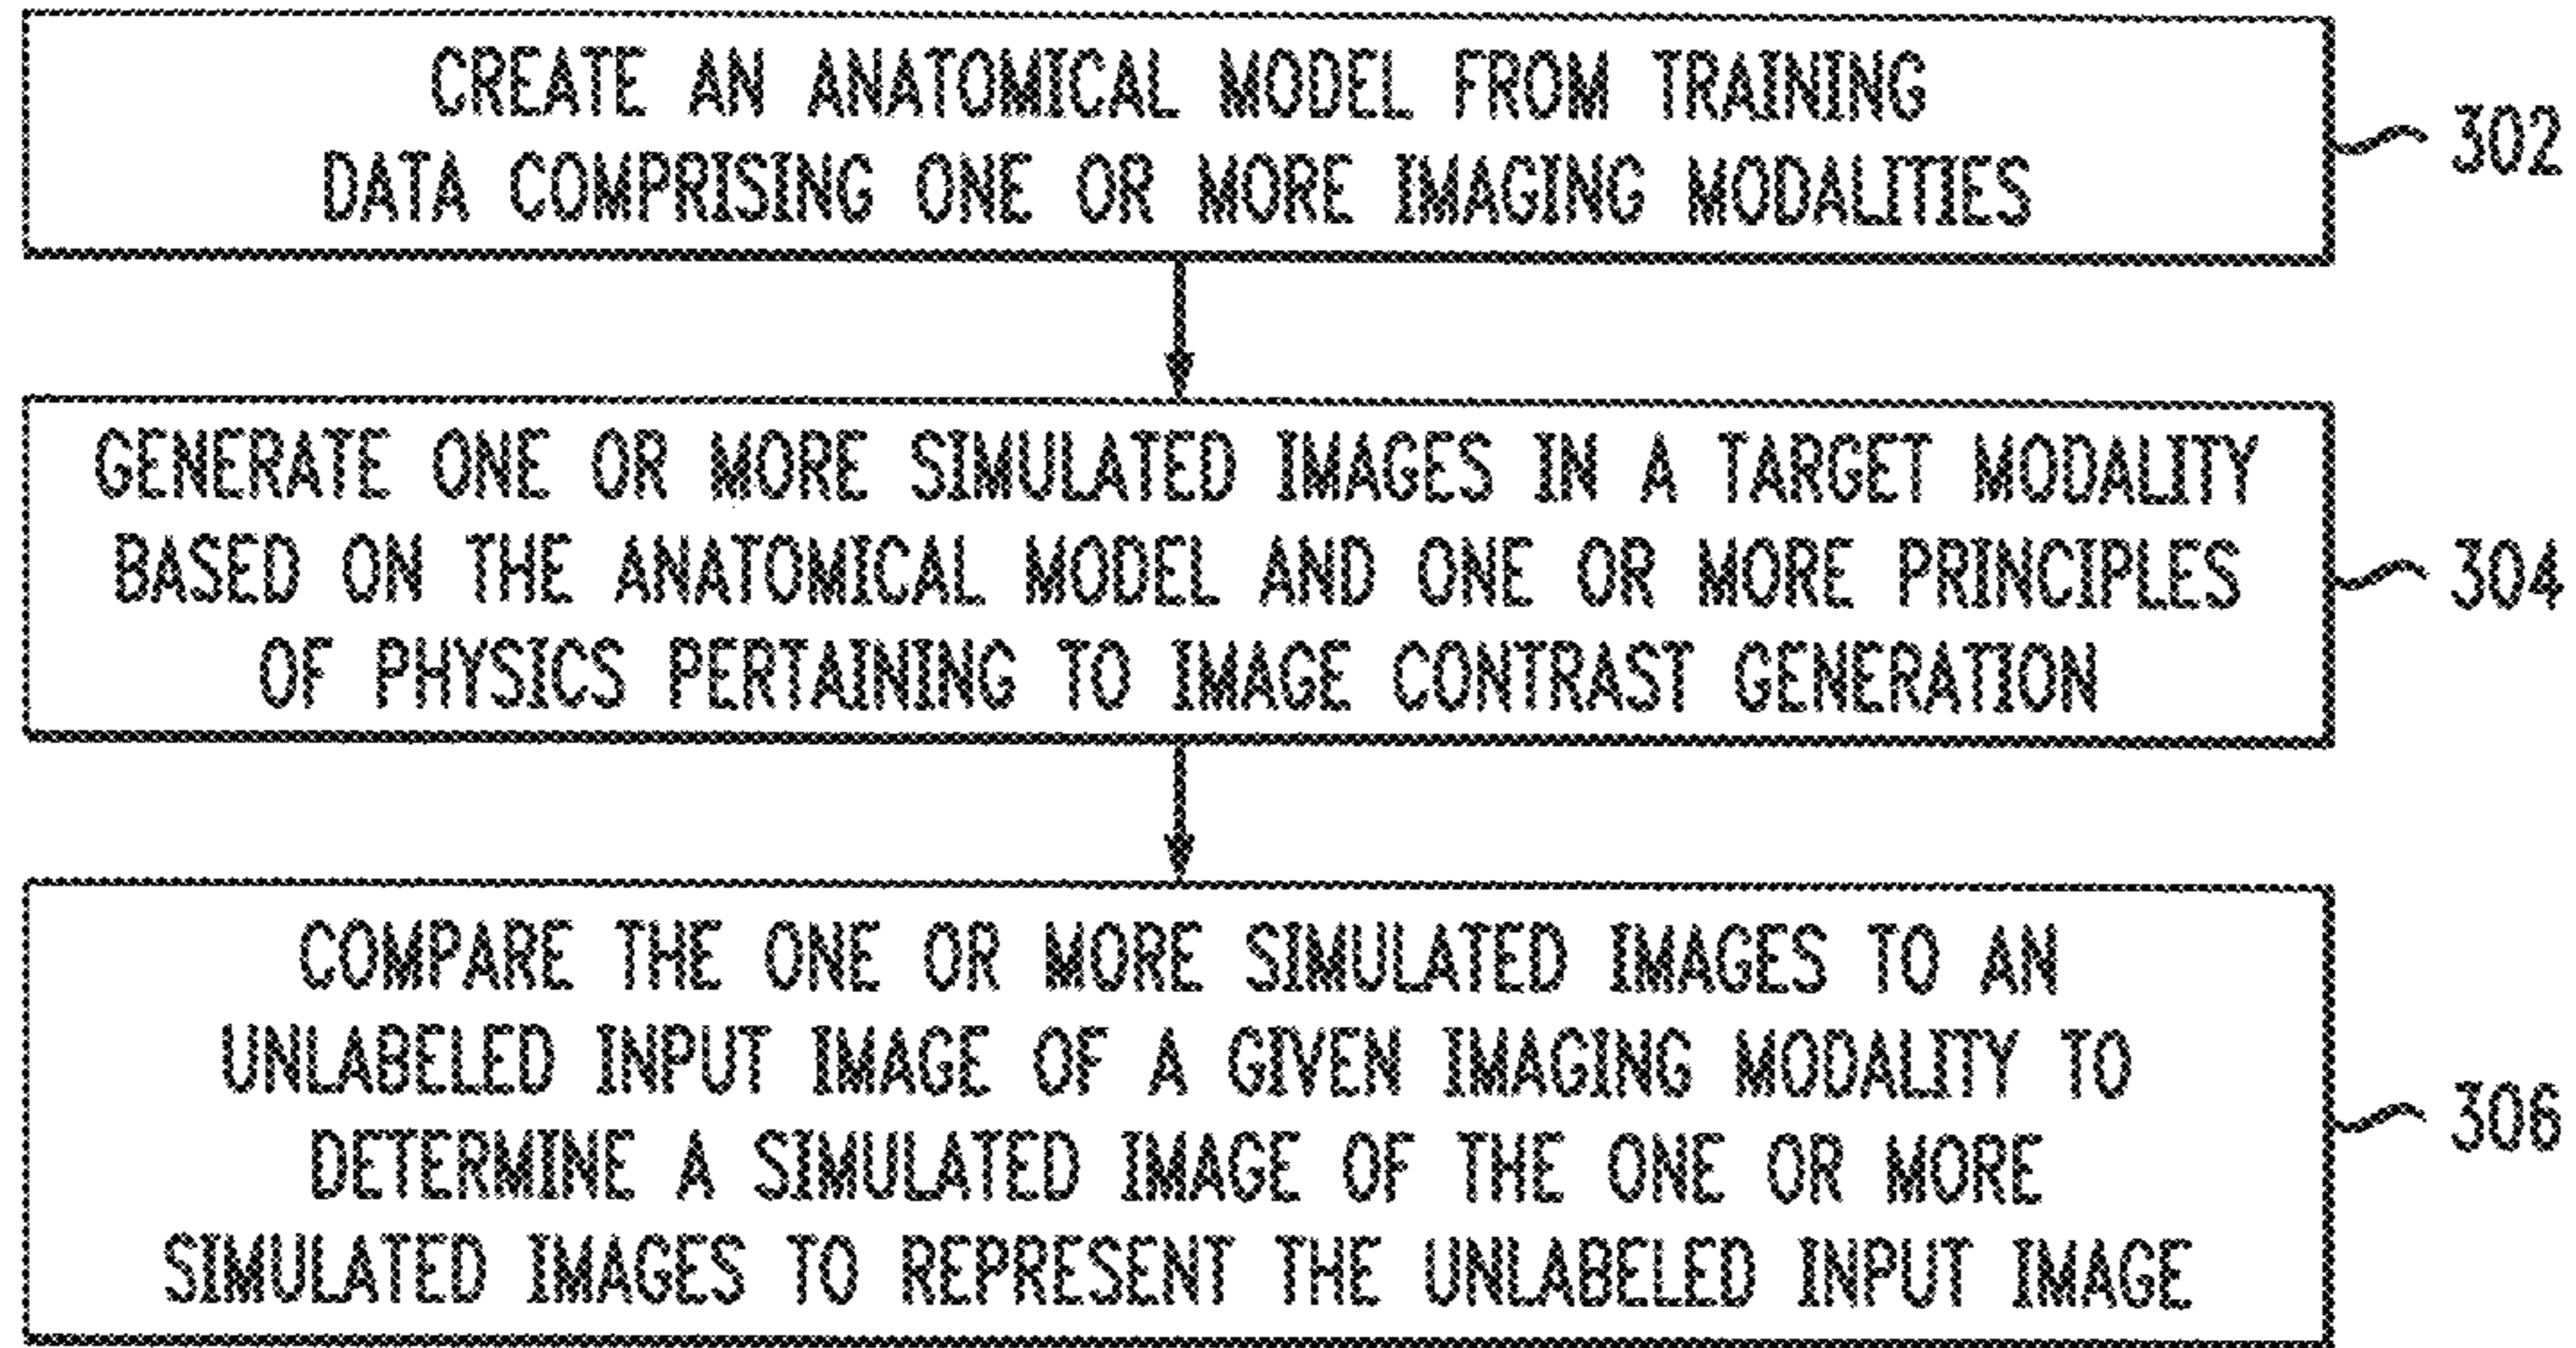 CREATE AN ANATOMICAL MODEL FROM TRAINING
DATA COMPRISING ONE OR MORE IMAGING MODALITIES
302
GENERATE ONE OR MORE SIMULATED IMAGES IN A TARGET MODALITY
BASED ON THE ANATOMICAL MODEL AND ONE OR MORE PRINCIPLES
OF PHYSICS PERTAINING TO IMAGE CONTRAST GENERATION
304
COMPARE THE ONE OR MORE SIMULATED IMAGES TO AN
UNLABELED INPUT IMAGE OF A GIVEN IMAGING MODALITY TO
DETERMINE A SIMULATED IMAGE OF THE ONE OR MORE
SIMULATED IMAGES TO REPRESENT THE UNLABELED INPUT IMAGE
306